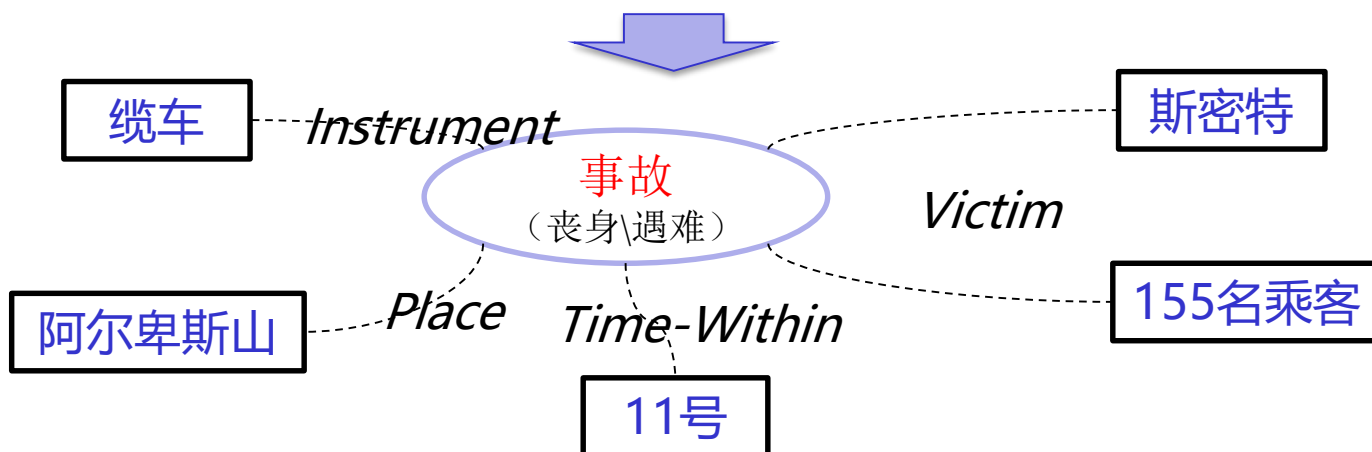 缆车
Instrument
斯密特
事故
（丧身\遇难）
Victim
阿尔卑斯山
Place
Time-Within
155名乘客
11号